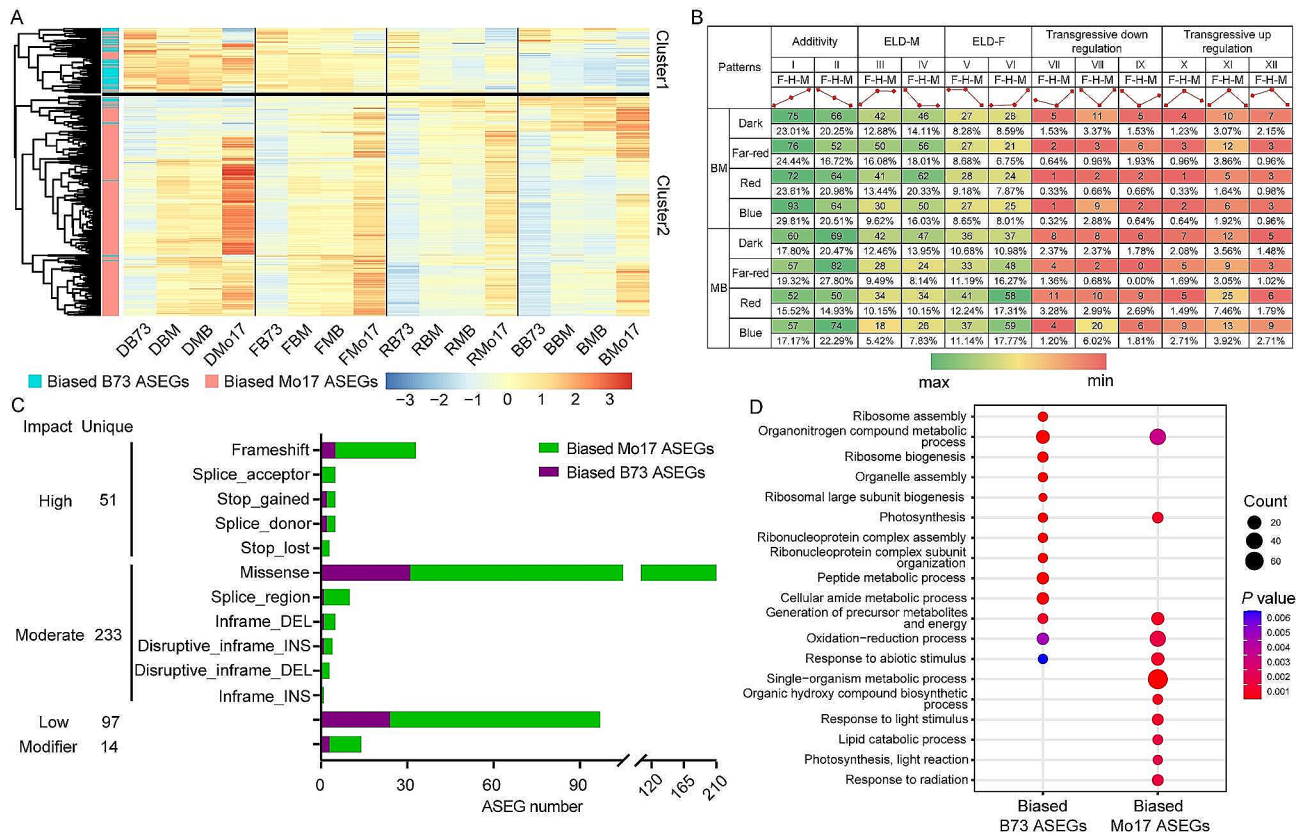 A
Cluster1
Cluster2
DB73 DBM DMB DMo17 FB73 FBM FMB FMo17 RB73 RBM RMB RMo17 BB73 BBM BMB BMo17
Biased B73 ASEGs Biased Mo17 ASEGs
−3 −2 −1 0 1 2 3
B
Patterns Additivity ELD-M ELD-F Transgressive down regulation Transgressive up regulation
I II III IV V VI VII VIII IX X XI XII
F-H-M F-H-M F-H-M F-H-M F-H-M F-H-M F-H-M F-H-M F-H-M F-H-M F-H-M F-H-M
BM
Dark 75 66 42 46 27 28 5 11 5 4 10 7
23.01% 20.25% 12.88% 14.11% 8.28% 8.59% 1.53% 3.37% 1.53% 1.23% 3.07% 2.15%
Far-red 76 52 50 56 27 21 2 3 6 3 12 3
24.44% 16.72% 16.08% 18.01% 8.68% 6.75% 0.64% 0.96% 1.93% 0.96% 3.86% 0.96%
Red 72 64 41 62 28 24 1 2 2 1 5 3
23.61% 20.98% 13.44% 20.33% 9.18% 7.87% 0.33% 0.66% 0.66% 0.33% 1.64% 0.98%
Blue 93 64 30 50 27 25 1 9 2 2 6 3
29.81% 20.51% 9.62% 16.03% 8.65% 8.01% 0.32% 2.88% 0.64% 0.64% 1.92% 0.96%
MB
Dark 60 69 42 47 36 37 8 8 6 7 12 5
17.80% 20.47% 12.46% 13.95% 10.68% 10.98% 2.37% 2.37% 1.78% 2.08% 3.56% 1.48%
Far-red 57 82 28 24 33 48 4 2 0 5 9 3
19.32% 27.80% 9.49% 8.14% 11.19% 16.27% 1.36% 0.68% 0.00% 1.69% 3.05% 1.02%
Red 52 50 34 34 41 58 11 10 9 5 25 6
15.52% 14.93% 10.15% 10.15% 12.24% 17.31% 3.28% 2.99% 2.69% 1.49% 7.46% 1.79%
Blue 57 74 18 26 37 59 4 20 6 9 13 9
17.17% 22.29% 5.42% 7.83% 11.14% 17.77% 1.20% 6.02% 1.81% 2.71% 3.92% 2.71%
max min
C
Impact Unique
High 51
Moderate 233
Low 97
Modifier 14
Frameshift
Splice_acceptor
Stop_gained
Splice_donor
Stop_lost
Missense
Splice_region
Inframe_DEL
Disruptive_inframe_INS
Disruptive_inframe_DEL
Inframe_INS
Biased Mo17 ASEGs
Biased B73 ASEGs
0 30 60 90 120 165 210
ASEG number
D
Ribosome assembly
Organonitrogen compound metabolic
process
Ribosome biogenesis
Organelle assembly
Ribosomal large subunit biogenesis
Photosynthesis
Ribonucleoprotein complex assembly
Ribonucleoprotein complex subunit
organization
Peptide metabolic process
Cellular amide metabolic process
Generation of precursor metabolites
and energy
Oxidation−reduction process
Response to abiotic stimulus
Single−organism metabolic process
Organic hydroxy compound biosynthetic
process
Response to light stimulus
Lipid catabolic process
Photosynthesis, light reaction
Response to radiation
Biased
B73 ASEGs
Biased
Mo17 ASEGs
Count
20
40
60
P value
0.006
0.005
0.004
0.003
0.002
0.001